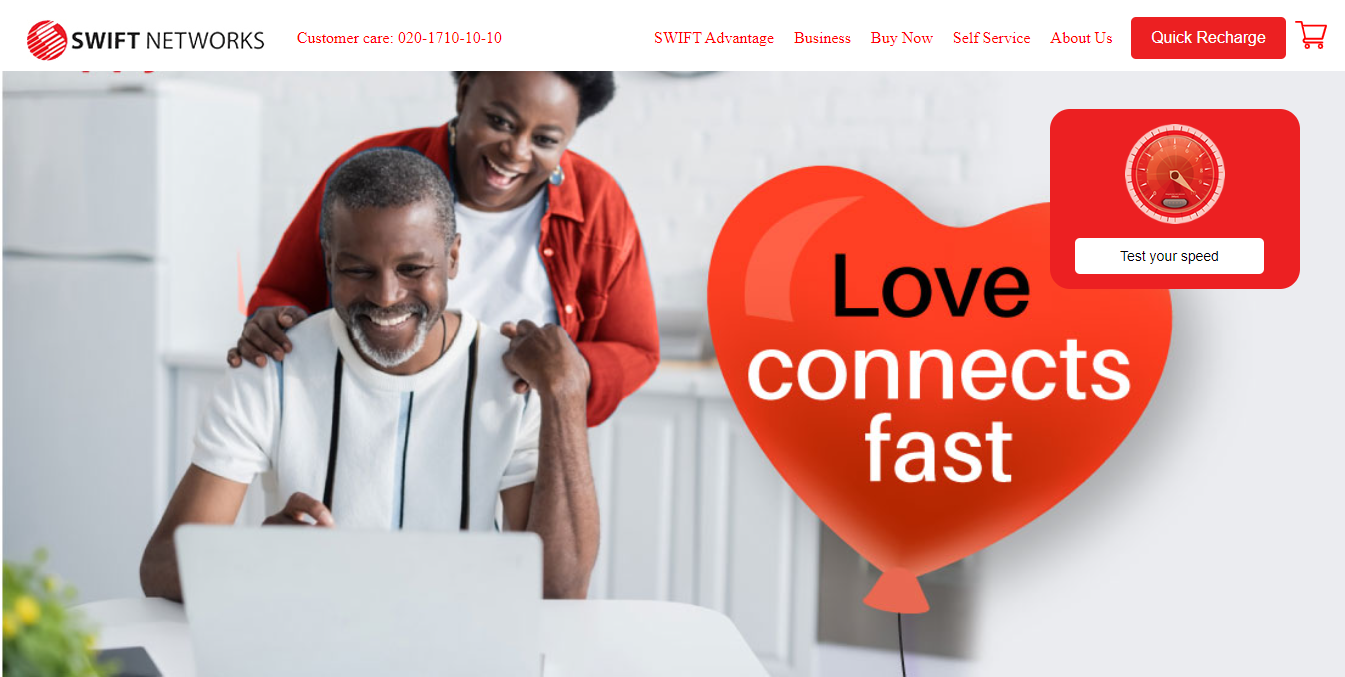 SWIFT NETWORKS
Customer care: 020-1710-10-10
SWIFT Advantage
Business
Buy Now
Self Service
About Us
Quick Recharge
Test your speed
Love
connects
fast